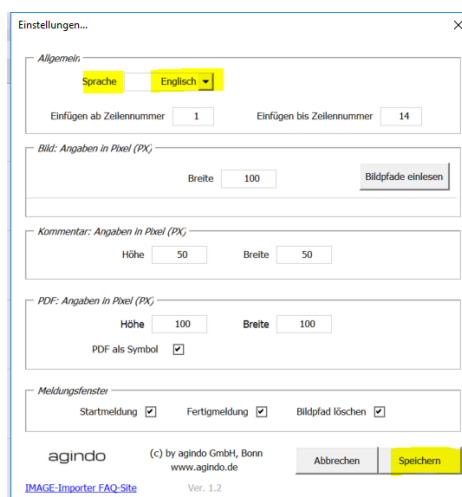 Einstellungen...
Allgemein
Sprache Englisch
Einfügen ab Zeilennummer 1 Einfügen bis Zeilennummer 14
Bild: Angaben in Pixel (PX)
Breite 100 Bildpfade einlesen
Kommentar: Angaben in Pixel (PX)
Höhe 50 Breite 50
PDF: Angaben in Pixel (PX)
Höhe 100 Breite 100
PDF als Symbol
Meldungsfenster
Startmeldung Fertigmeldung Bildpfad löschen
agindo (c) by agindo GmbH, Bonn
www.agindo.de
Abbrechen Speichern
IMAGE-Importer FAQ-Site Ver. 1.2